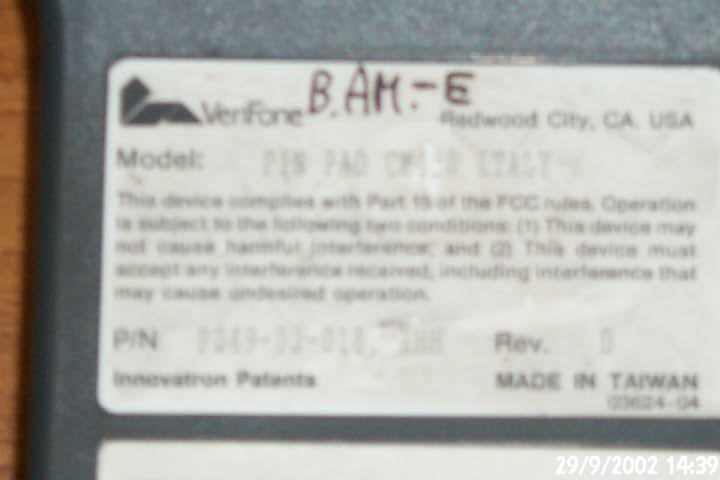 B.AM.-E
VeriFone Redwood City, CA. USA
Model: PIN PAD ITALY
This device complies with Part 15 of the FCC rules. Operation
is subject to the following two conditions: (1) This device may
not cause harmful interference, and (2) This device must
accept any interference received, including interference that
may cause undesired operation.
P/N Rev.
Innovatron Patents MADE IN TAIWAN
03624-04
29/9/2002 14:39